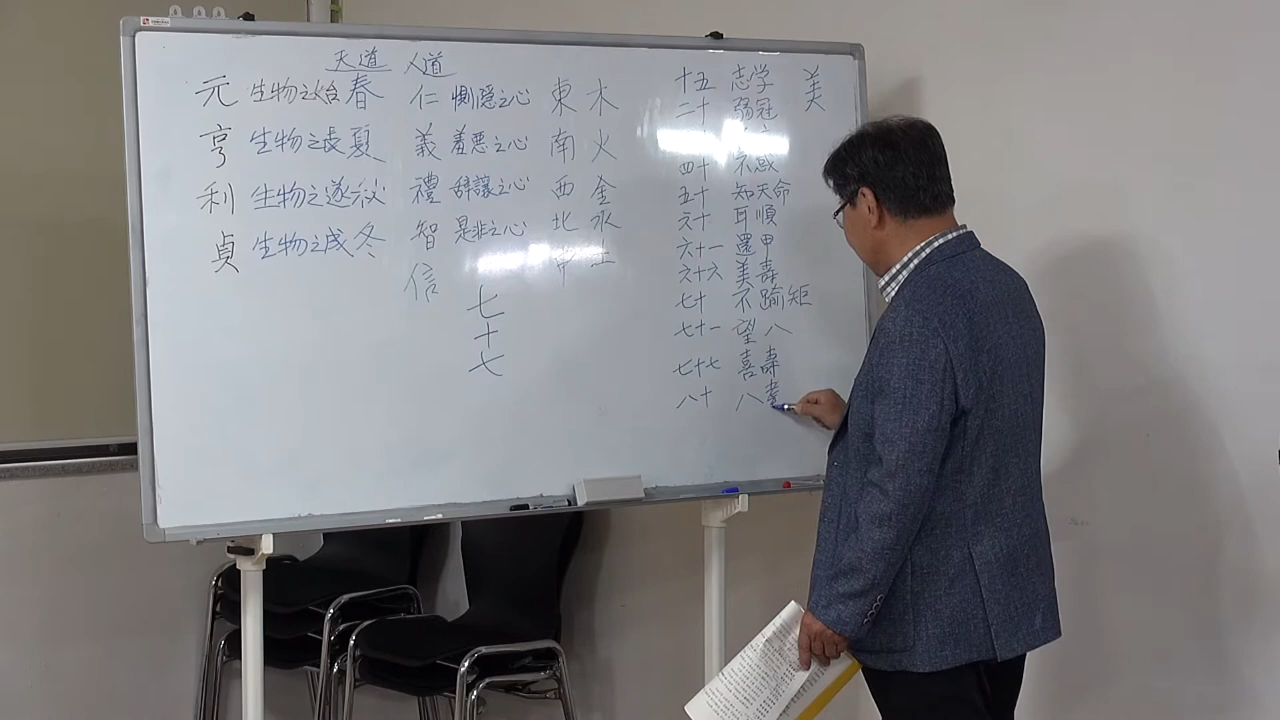 天道 人道
元 生物之始 春 仁 惻隐之心 東 木
亨 生物之長 夏 義 羞悪之心 南 火
利 生物之遂 秋 禮 辞讓之心 西 金
貞 生物之成 冬 智 是非之心 北 水
信 中 土
七
十
七
十五 志学 美
二十 弱冠
四十 不惑
五十 知天命
六十 耳順
六十一 還甲
六十六 美壽
七十 不踰矩
七十一 望八
七十七 喜壽
八十 八耋